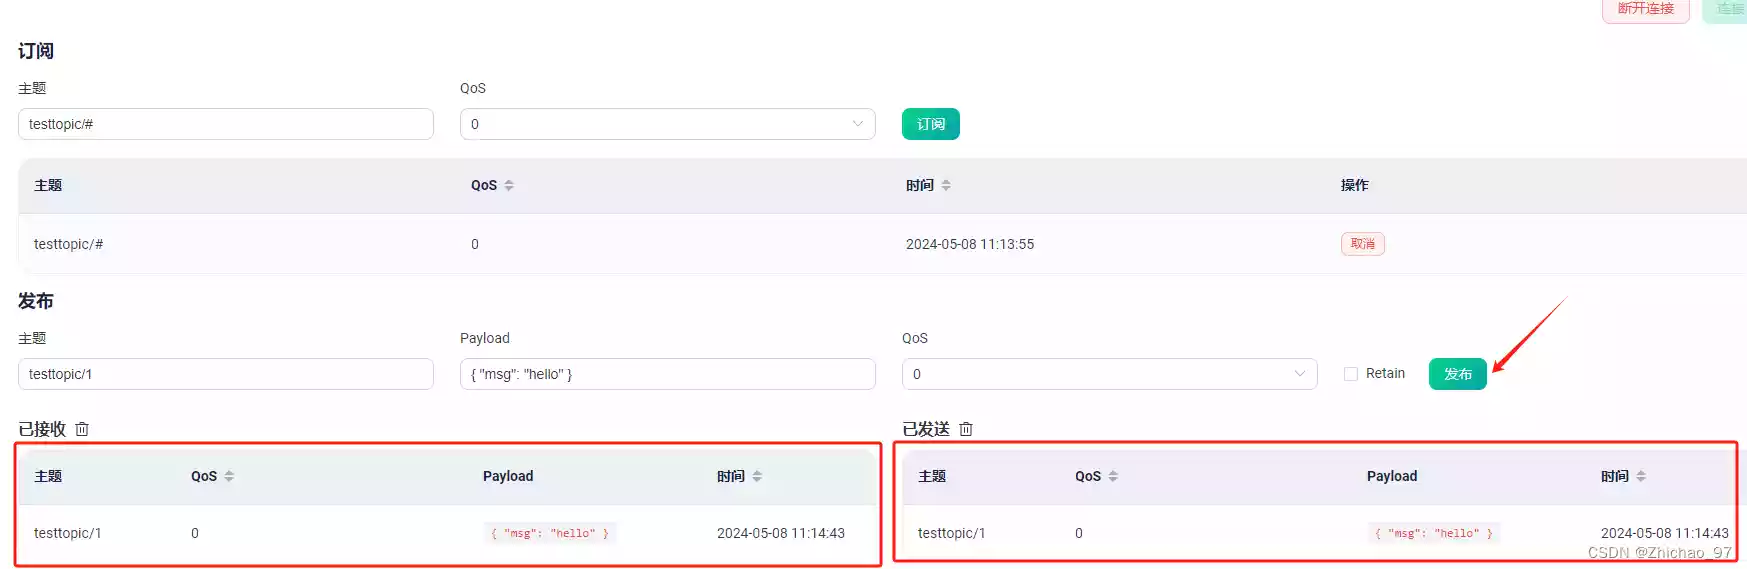 断开连接 连接
订阅
主题 QoS
testtopic/# 0 订阅
主题 QoS 时间 操作
testtopic/# 0 2024-05-08 11:13:55 取消
发布
主题 Payload QoS
testtopic/1 { "msg": "hello" } 0 Retain 发布
已接收 已发送
主题 QoS Payload 时间 主题 QoS Payload 时间
testtopic/1 0 { "msg": "hello" } 2024-05-08 11:14:43 testtopic/1 0 { "msg": "hello" } 2024-05-08 11:14:43
CSDN @Zhichao_97